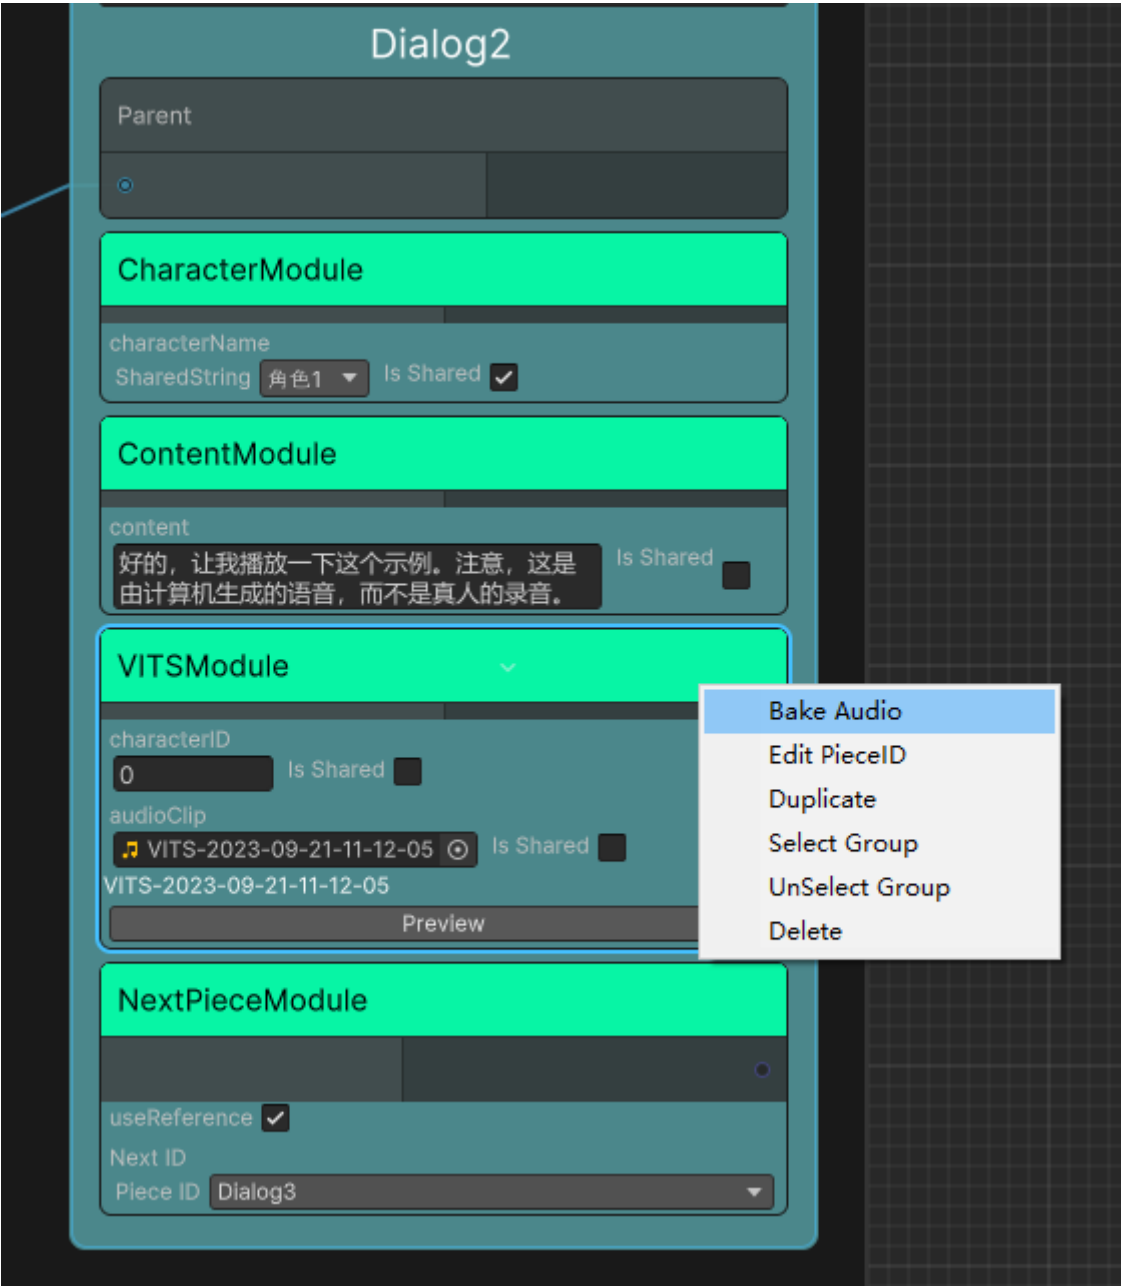 Dialog2
Parent
CharacterModule
characterName
SharedString 角色1 Is Shared
ContentModule
content
好的，让我播放一下这个示例。注意，这是
由计算机生成的语音，而不是真人的录音。
Is Shared
VITSModule
characterID
0 Is Shared
audioClip
VITS-2023-09-21-11-12-05 Is Shared
VITS-2023-09-21-11-12-05
Preview
Bake Audio
Edit PieceID
Duplicate
Select Group
UnSelect Group
Delete
NextPieceModule
useReference
Next ID
Piece ID Dialog3